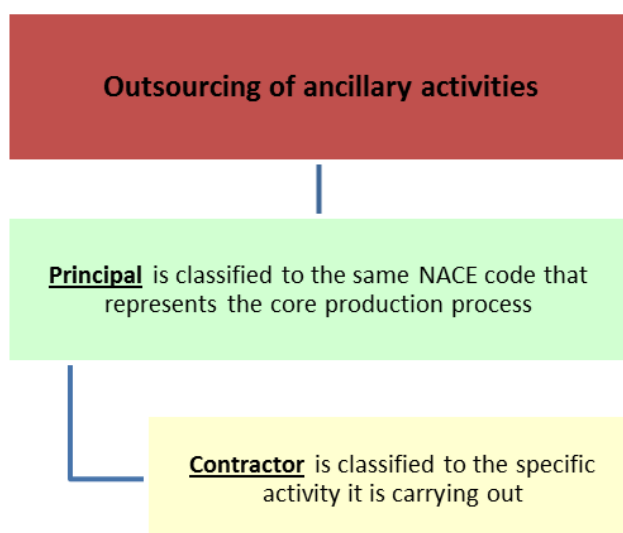 Outsourcing of ancillary activities
Principal is classified to the same NACE code that
represents the core production process
Contractor is classified to the specific
activity it is carrying out